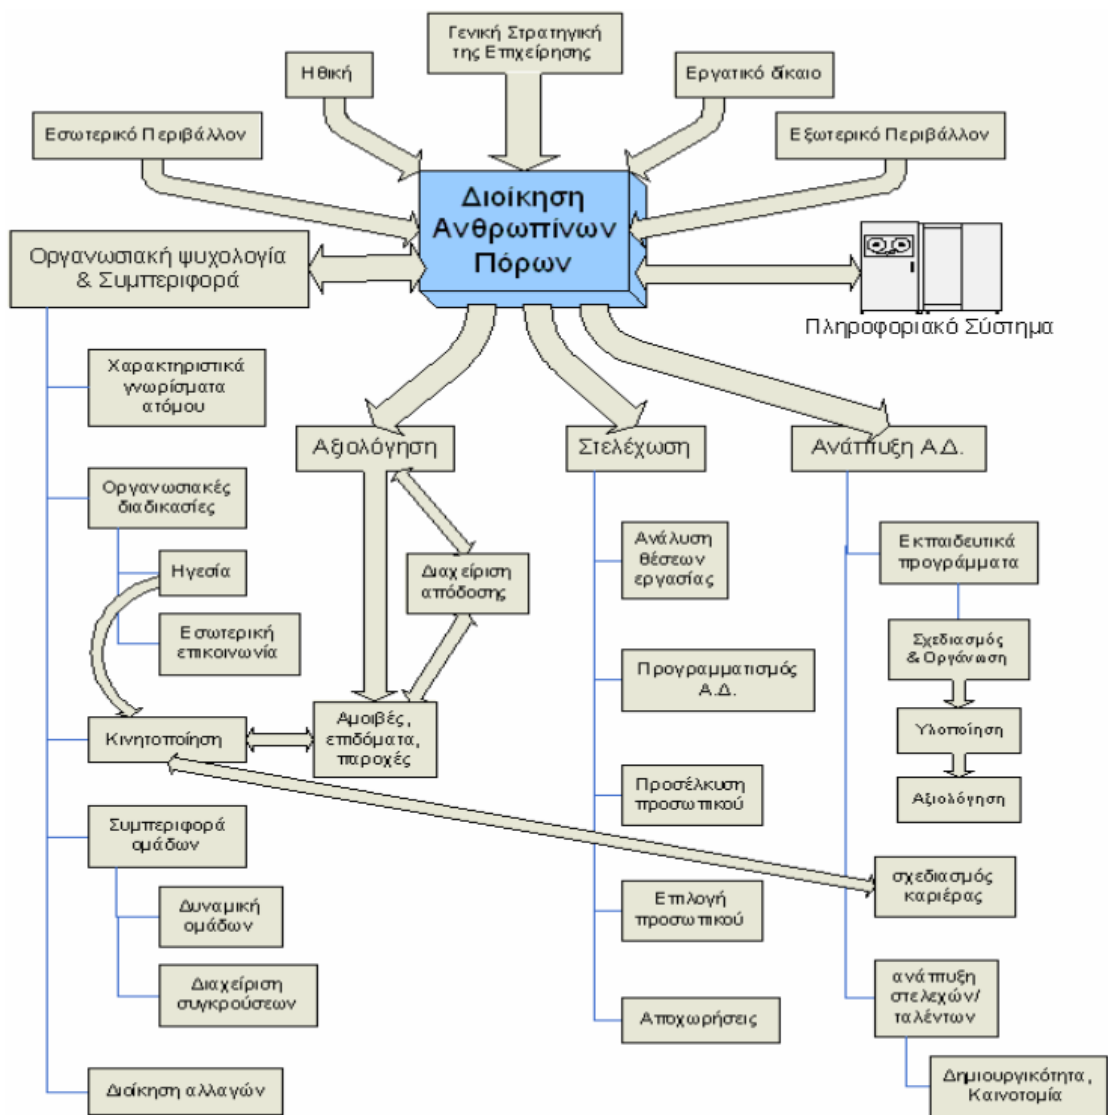 Γενική Στρατηγική
της Επιχείρησης
Ηθική
Εργατικό δίκαιο
Εσωτερικό Περιβάλλον
Εξωτερικό Περιβάλλον
Διοίκηση
Ανθρωπίνων
Πόρων
Οργανωσιακή ψυχολογία
& Συμπεριφορά
Πληροφοριακό Σύστημα
Χαρακτηριστικά
γνωρίσματα
ατόμου
Αξιολόγηση
Στελέχωση
Ανάπτυξη Α.Δ.
Οργανωσιακές
διαδικασίες
Ηγεσία
Εσωτερική
επικοινωνία
Διαχείριση
απόδοσης
Ανάλυση
θέσεων
εργασίας
Εκπαιδευτικά
προγράμματα
Σχεδιασμός
& Οργάνωση
Προγραμματισμός
Α.Δ.
Υλοποίηση
Αξιολόγηση
Κινητοποίηση
Αμοιβές,
επιδόματα,
παροχές
Προσέλκυση
προσωπικού
Συμπεριφορά
ομάδων
Δυναμική
ομάδων
Διαχείριση
συγκρούσεων
Επιλογή
προσωπικού
σχεδιασμός
καριέρας
Αποχωρήσεις
ανάπτυξη
στελεχών/
ταλέντων
Διοίκηση αλλαγών
Δημιουργικότητα,
Καινοτομία